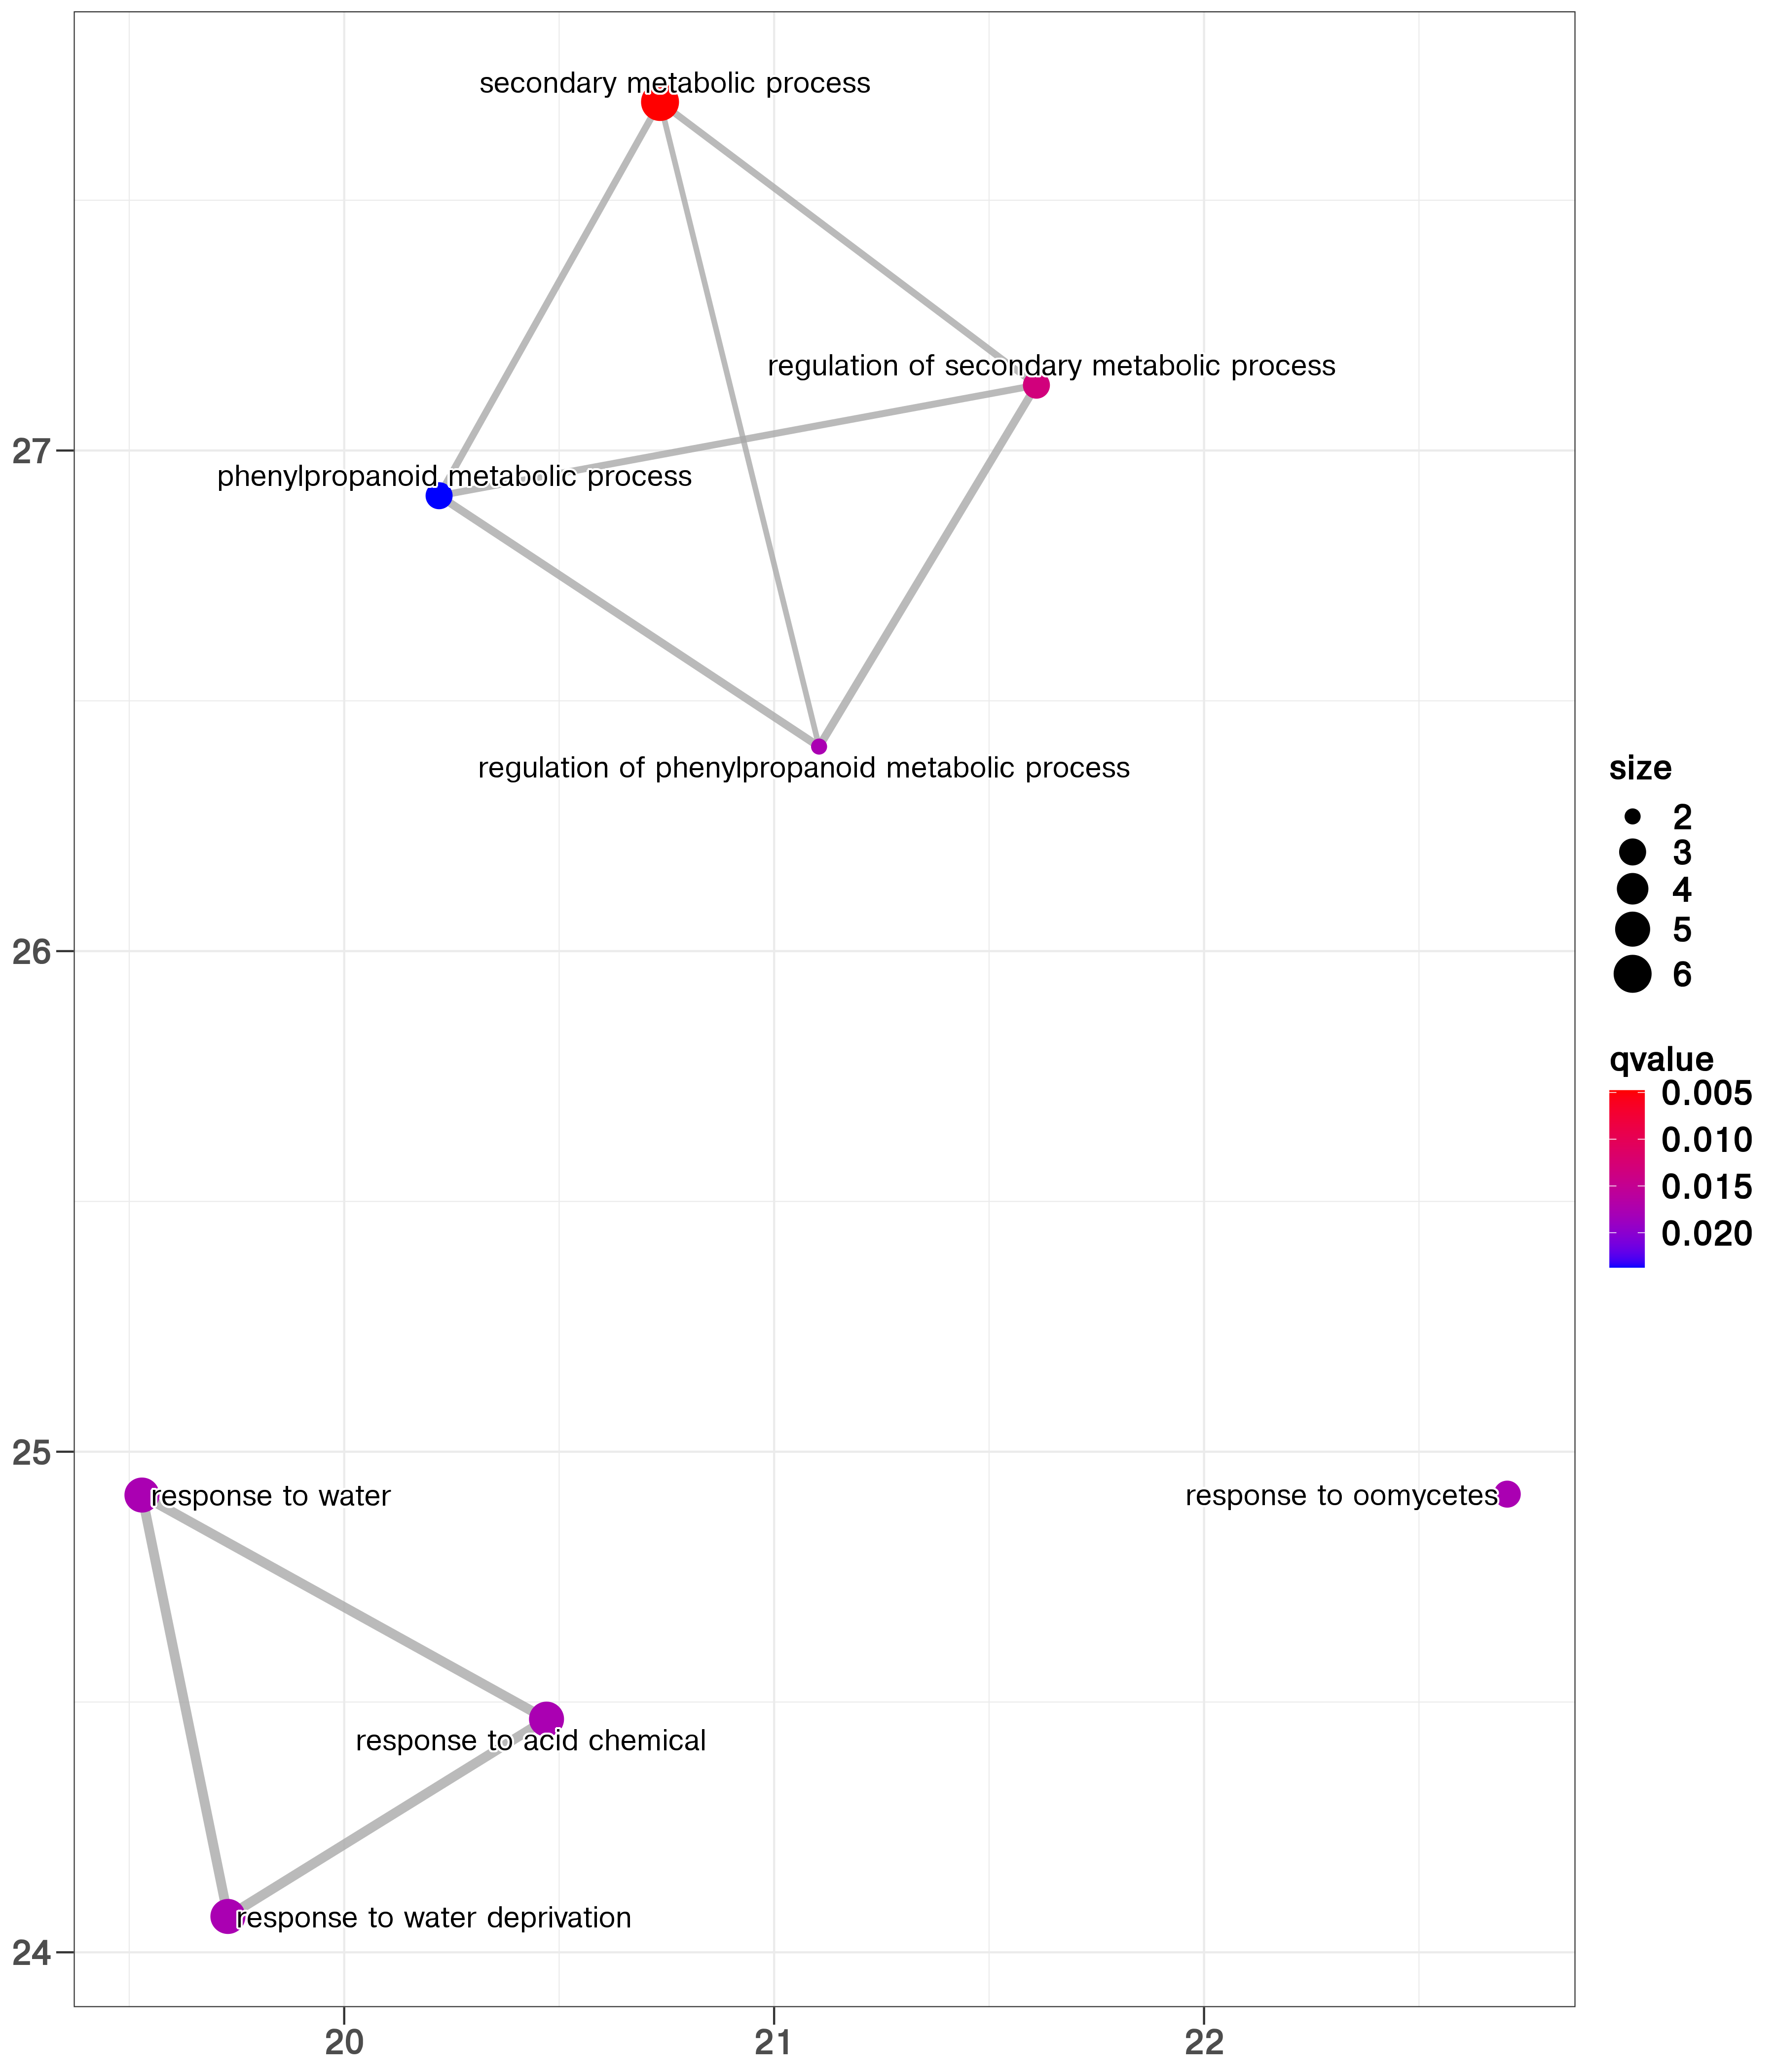 secondary metabolic process
regulation of secondary metabolic process
27
phenylpropanoid metabolic process
regulation of phenylpropanoid metabolic process
size
2
3
4
5
6
26
qvalue
0.005
0.010
0.015
0.020
25
response to water
response to oomycetes
response to acid chemical
response to water deprivation
24
20
21
22